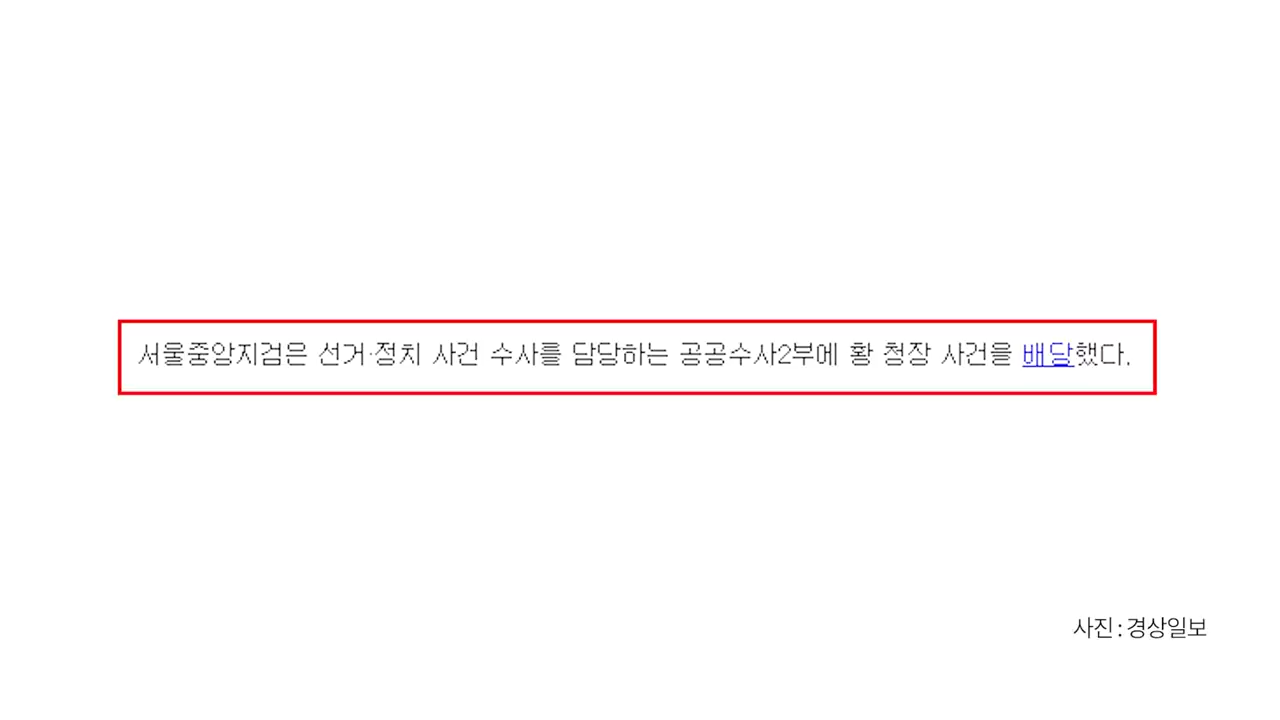 서울중앙지검은 선거·정치 사건 수사를 담당하는 공공수사2부에 황 청장 사건을 배당했다.
사진 : 경상일보